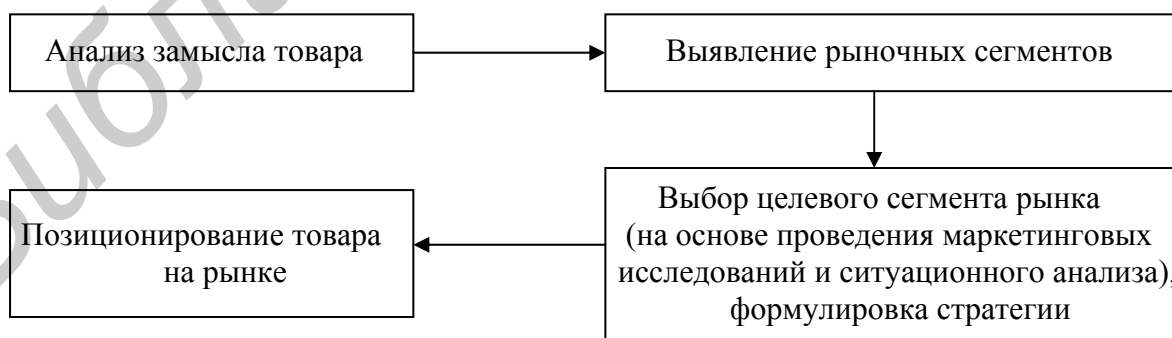 Анализ замысла товара
Выявление рыночных сегментов
Выбор целевого сегмента рынка
(на основе проведения маркетинговых
исследований и ситуационного анализа),
формулировка стратегии
Позиционирование товара
на рынке